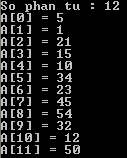 So phan tu : 12
A[0] = 5
A[1] = 1
A[2] = 21
A[3] = 15
A[4] = 10
A[5] = 34
A[6] = 23
A[7] = 45
A[8] = 54
A[9] = 32
A[10] = 12
A[11] = 50